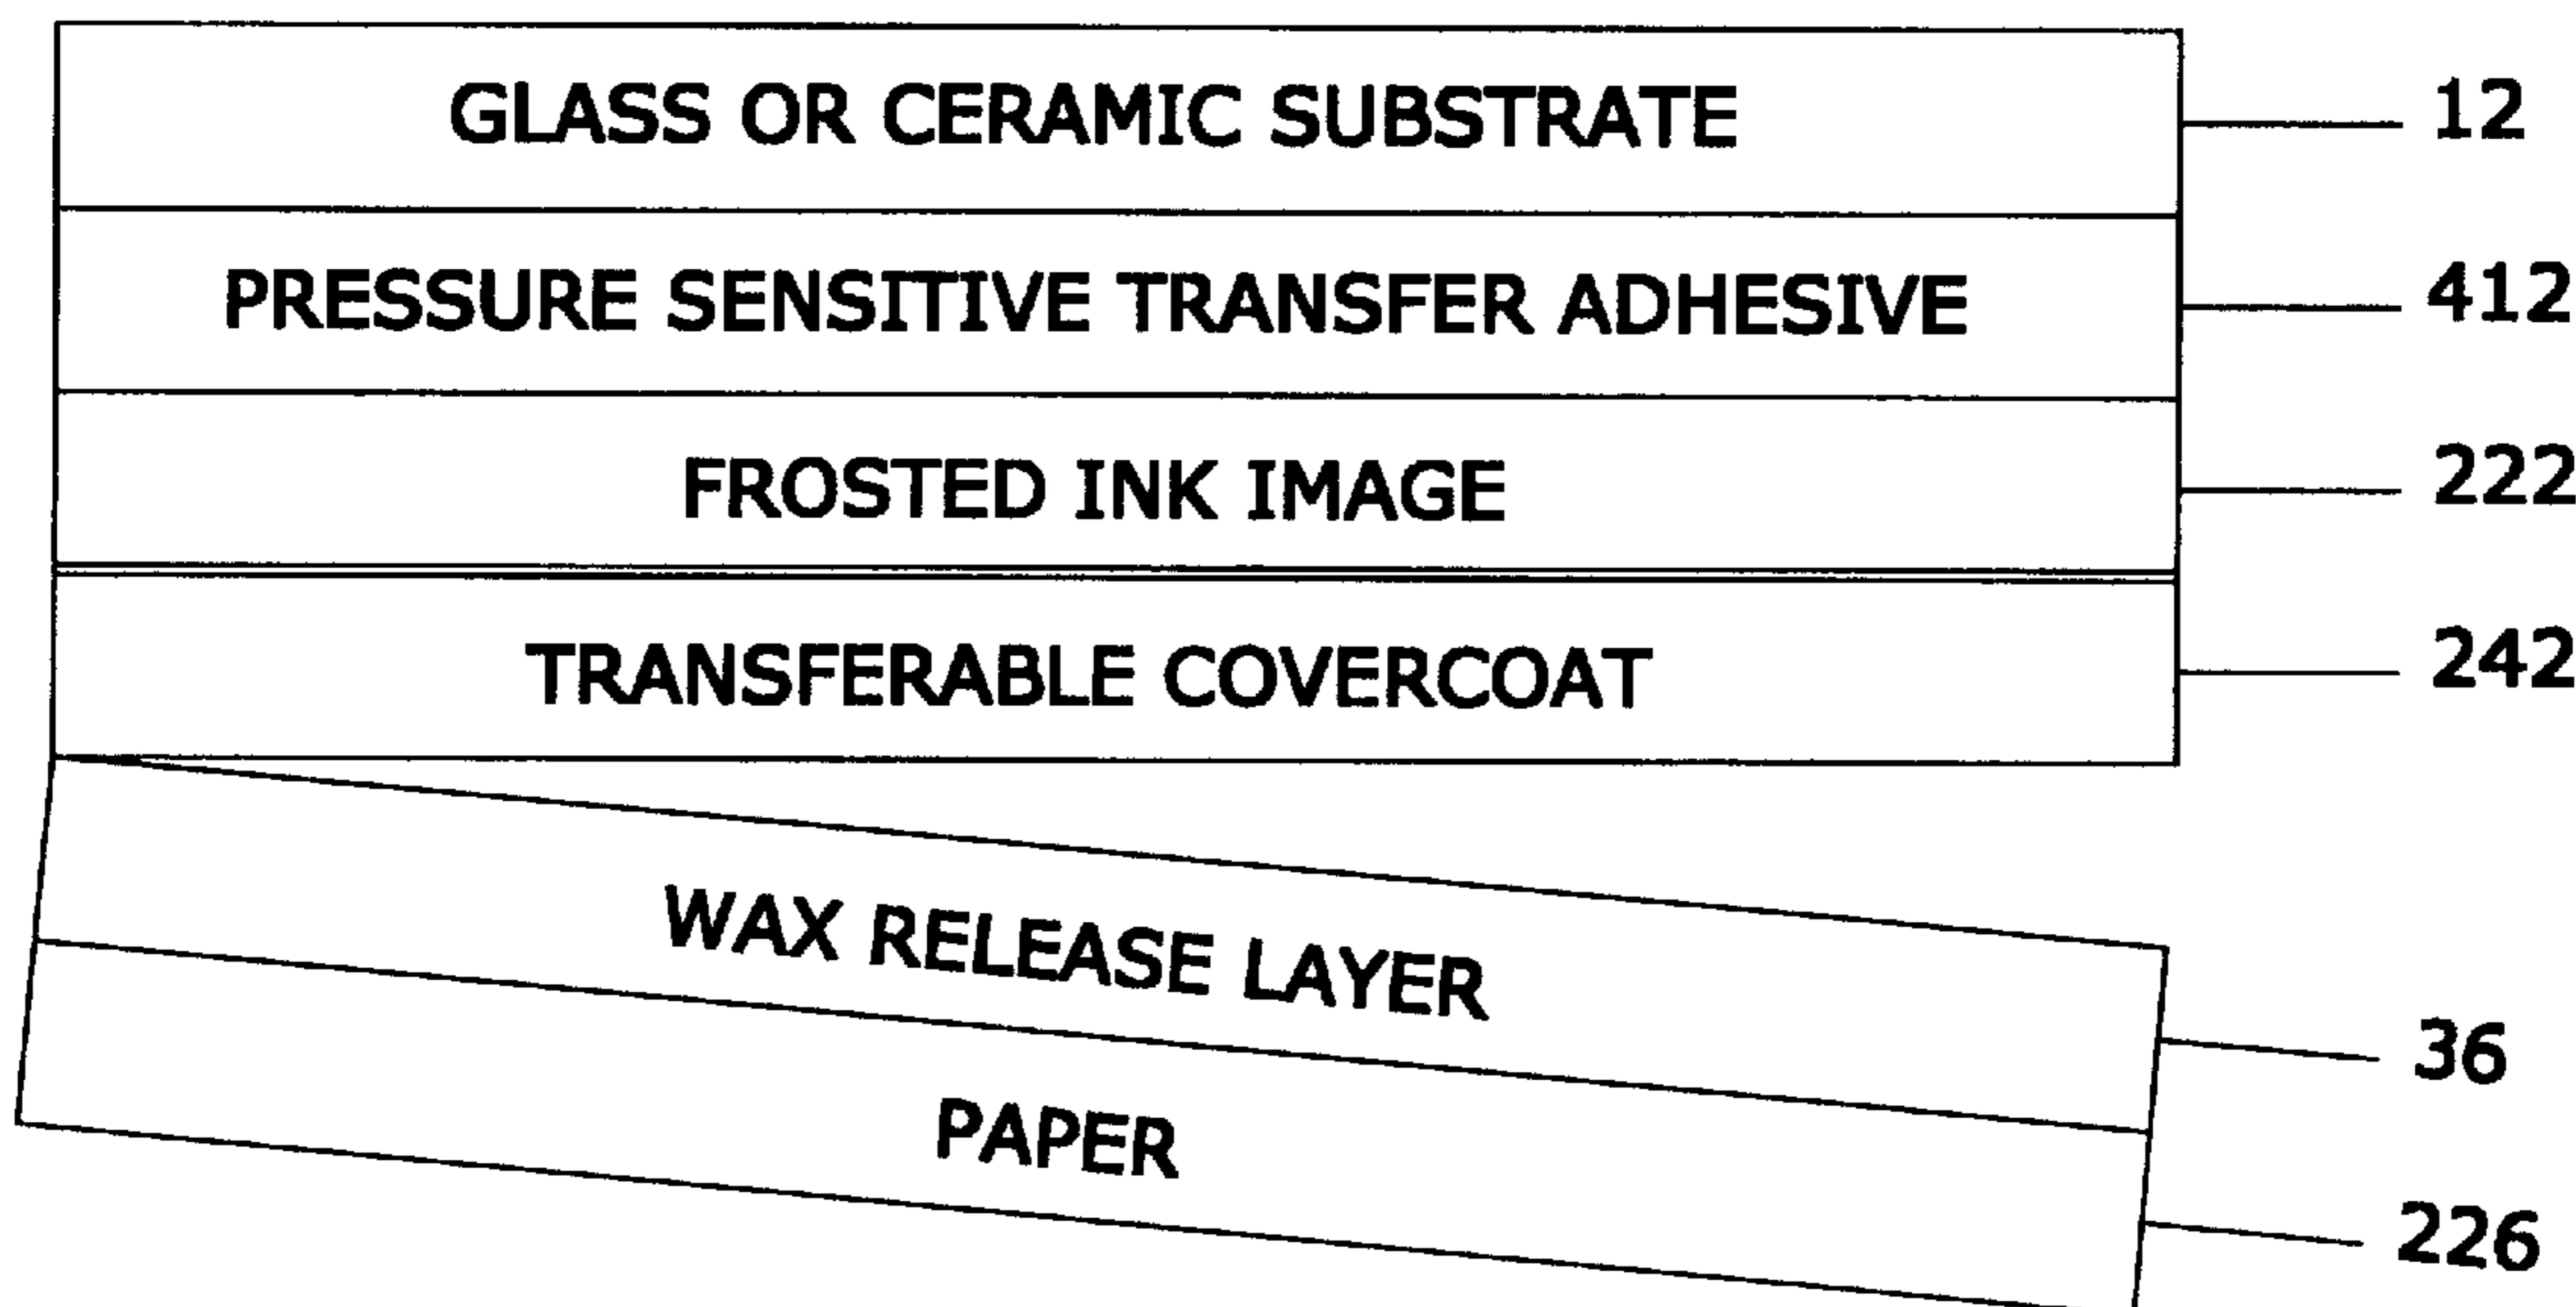 GLASS OR CERAMIC SUBSTRATE 12
PRESSURE SENSITIVE TRANSFER ADHESIVE 412
FROSTED INK IMAGE 222
TRANSFERABLE COVERCOAT 242
WAX RELEASE LAYER 36
PAPER 226